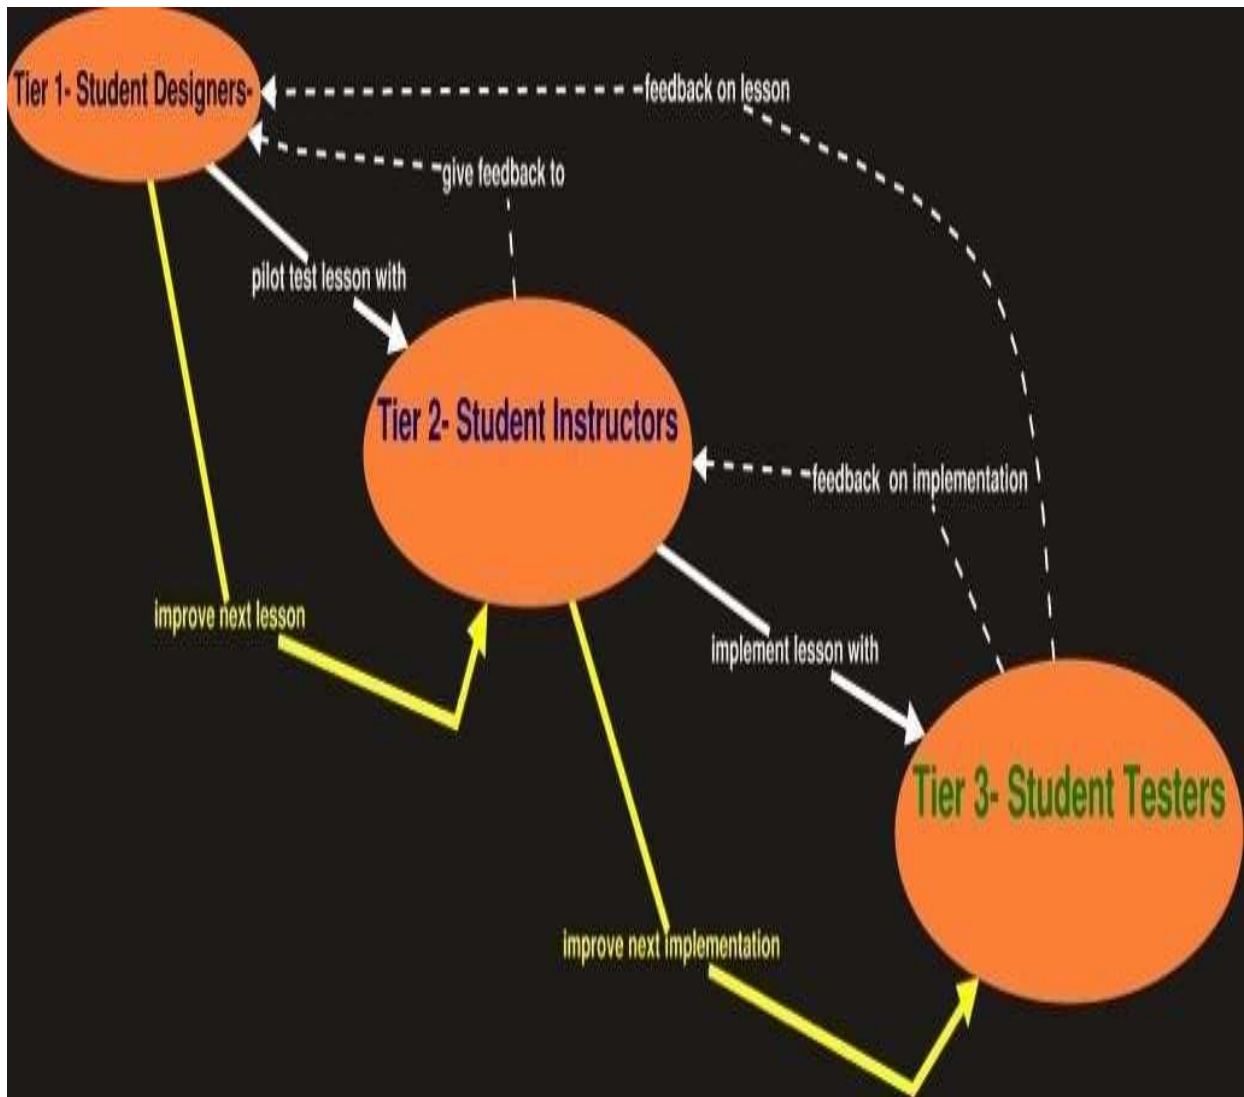 Tier 1- Student Designers-
feedback on lesson
give feedback to
pilot test lesson with
Tier 2- Student Instructors
feedback on implementation
improve next lesson
implement lesson with
Tier 3- Student Testers
improve next implementation